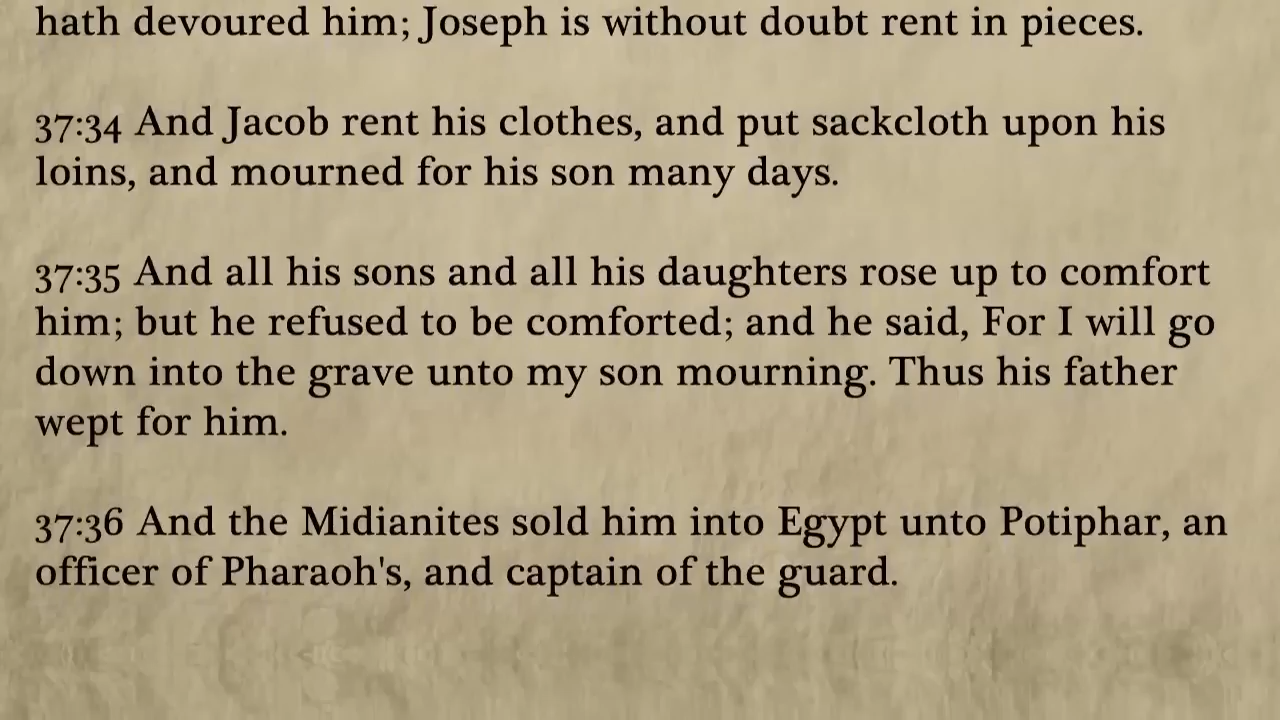 hath devoured him; Joseph is without doubt rent in pieces.
37:34 And Jacob rent his clothes, and put sackcloth upon his
loins, and mourned for his son many days.
37:35 And all his sons and all his daughters rose up to comfort
him; but he refused to be comforted; and he said, For I will go
down into the grave unto my son mourning. Thus his father
wept for him.
37:36 And the Midianites sold him into Egypt unto Potiphar, an
officer of Pharaoh's, and captain of the guard.